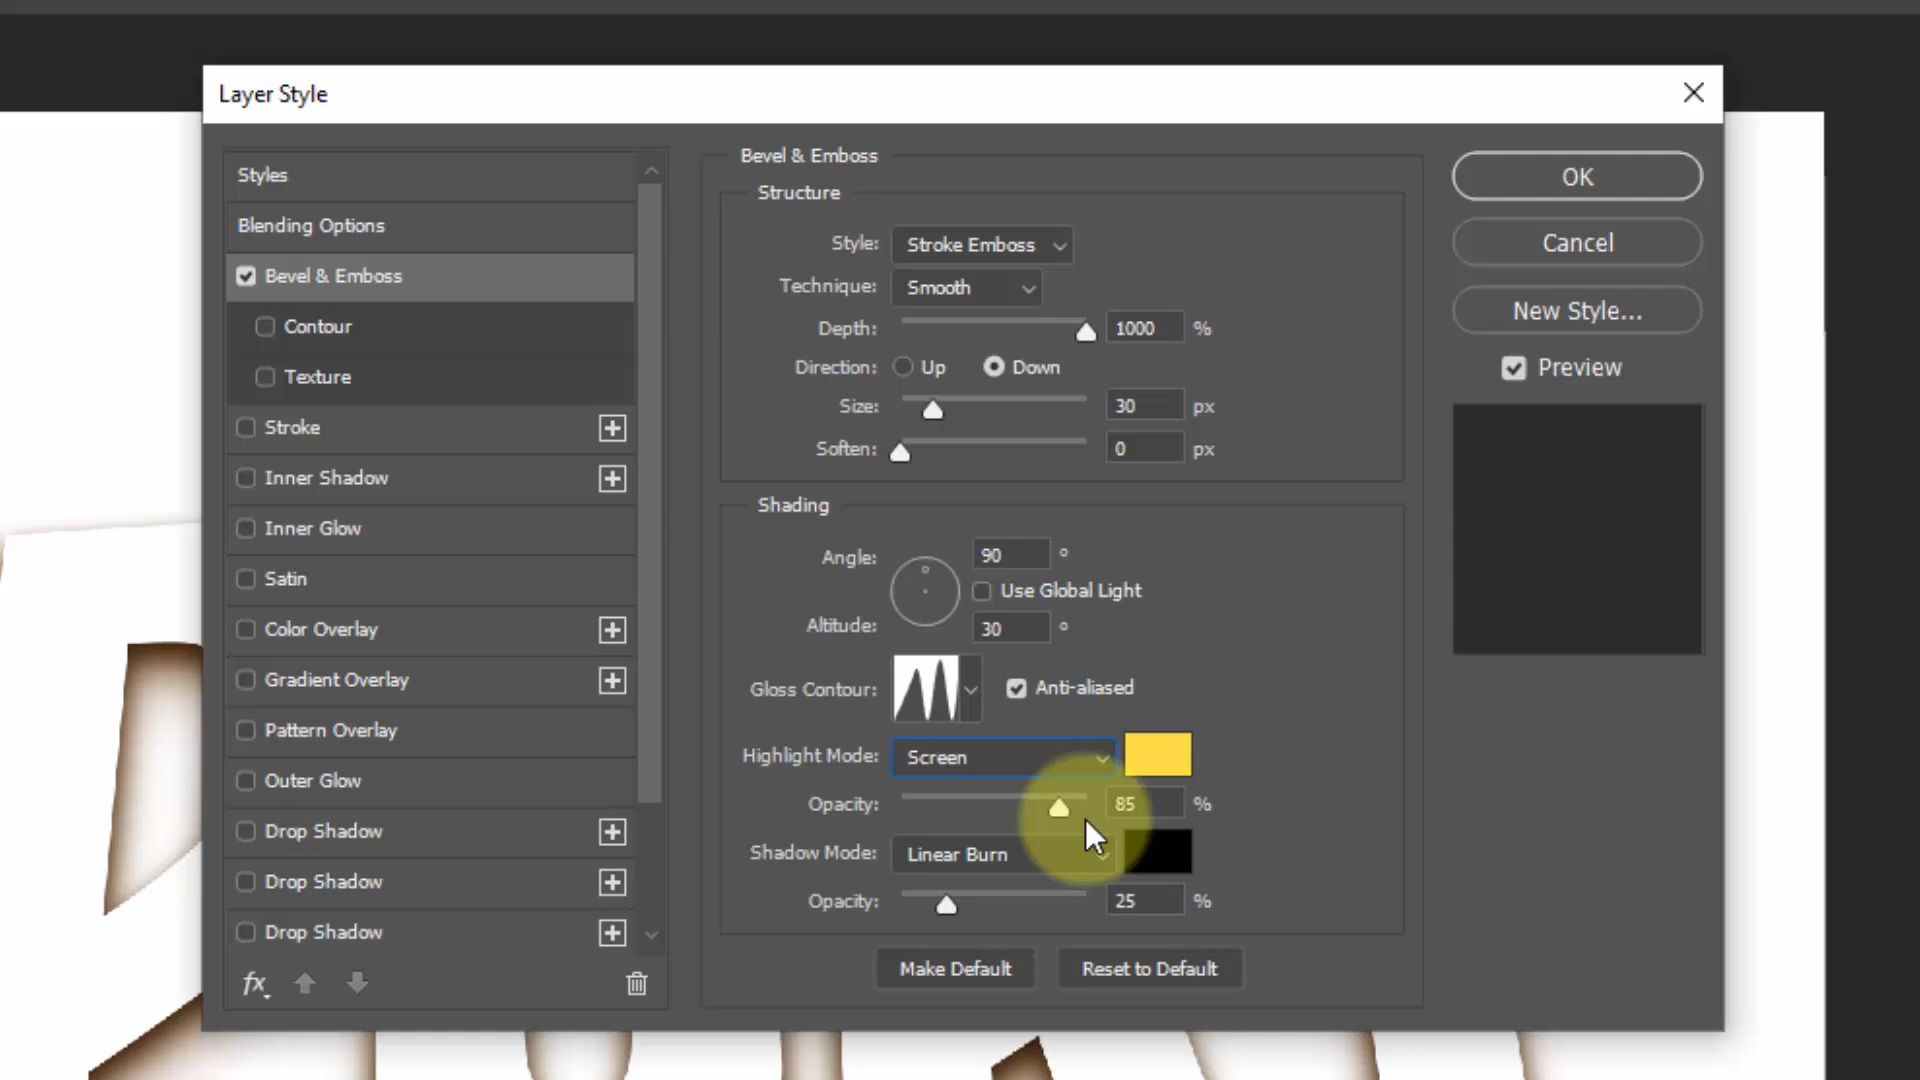 Layer Style
Styles
Blending Options
Bevel & Emboss
Contour
Texture
Stroke
Inner Shadow
Inner Glow
Satin
Color Overlay
Gradient Overlay
Pattern Overlay
Outer Glow
Drop Shadow
Drop Shadow
Drop Shadow
fx
Bevel & Emboss
Structure
Style: Stroke Emboss
Technique: Smooth
Depth: 1000 %
Direction: Up Down
Size: 30 px
Soften: 0 px
Shading
Angle: 90 °
Use Global Light
Altitude: 30 °
Gloss Contour: Anti-aliased
Highlight Mode: Screen
Opacity: 85 %
Shadow Mode: Linear Burn
Opacity: 25 %
Make Default Reset to Default
OK
Cancel
New Style...
Preview